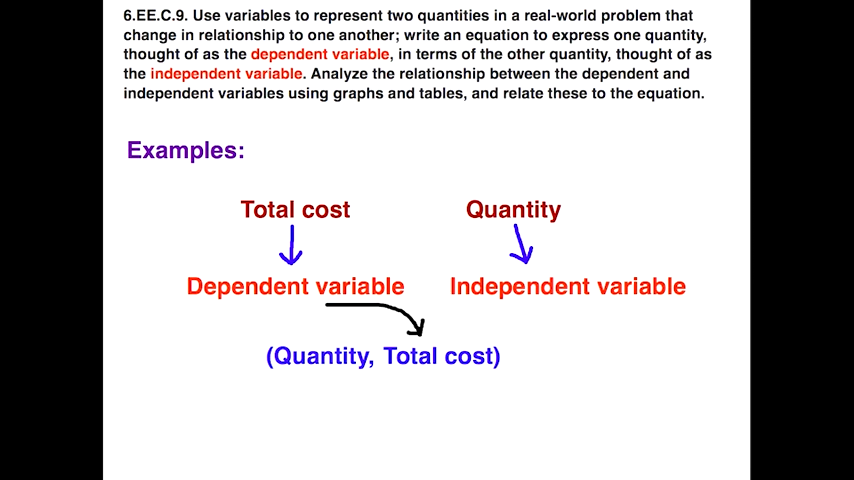 6.EE.C.9. Use variables to represent two quantities in a real-world problem that
change in relationship to one another; write an equation to express one quantity,
thought of as the dependent variable, in terms of the other quantity, thought of as
the independent variable. Analyze the relationship between the dependent and
independent variables using graphs and tables, and relate these to the equation.
Examples:
Total cost Quantity
Dependent variable Independent variable
(Quantity, Total cost)